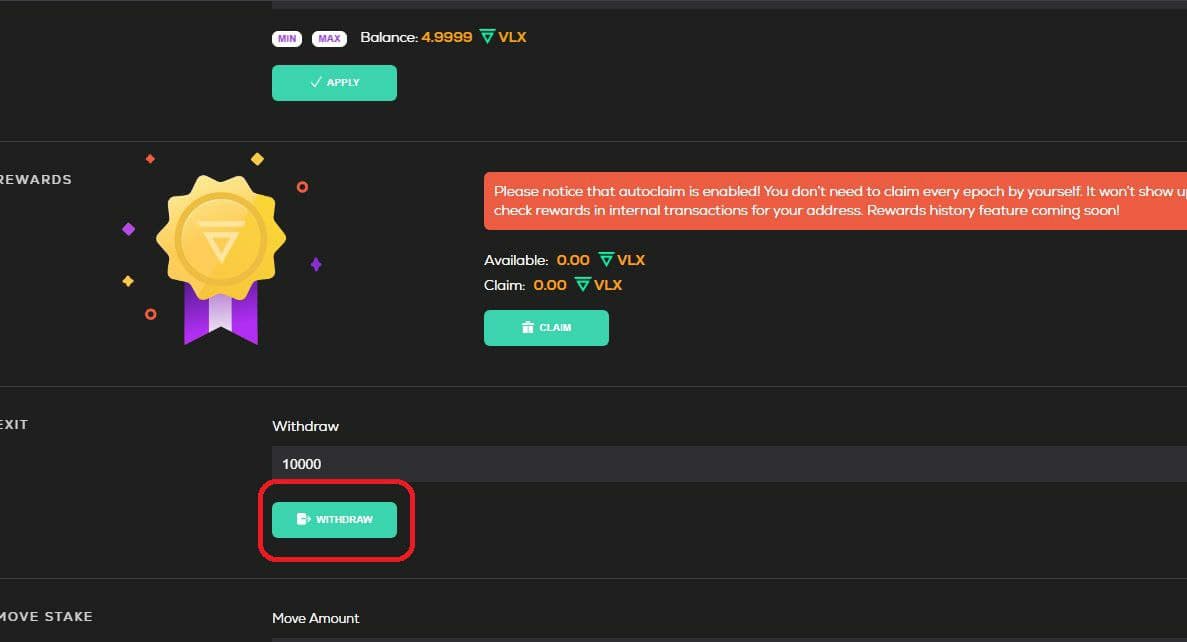 MIN MAX Balance: 4.9999 VLX
APPLY
REWARDS
Please notice that autoclaim is enabled! You don't need to claim every epoch by yourself. It won't show
check rewards in internal transactions for your address. Rewards history feature coming soon!
Available: 0.00 VLX
Claim: 0.00 VLX
CLAIM
EXIT
Withdraw
10000
WITHDRAW
MOVE STAKE
Move Amount